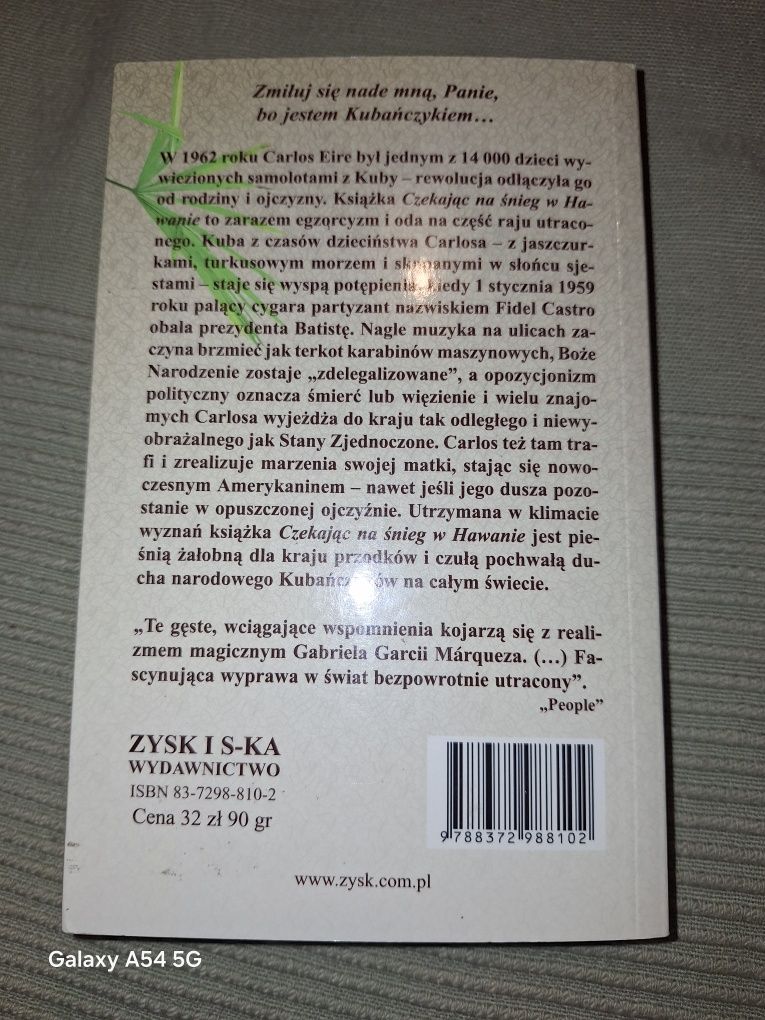 Zmiłuj się nade mną, Panie,
bo jestem Kubańczykiem...
W 1962 roku Carlos Eire był jednym z 14 000 dzieci wy-
wiezionych samolotami z Kuby – rewolucja odłączyła go
od rodziny i ojczyzny. Książka Czekając na śnieg w Ha-
wanie to zarazem egzorcyzm i oda na część raju utraco-
nego. Kuba z czasów dzieciństwa Carlosa – z jaszczur-
kami, turkusowym morzem i skąpanymi w słońcu sje-
stami – staje się wyspą potępienia, kiedy 1 stycznia 1959
roku palący cygara partyzant nazwiskiem Fidel Castro
obala prezydenta Batistę. Nagle muzyka na ulicach za-
czyna brzmieć jak terkot karabinów maszynowych, Boże
Narodzenie zostaje „zdelegalizowane”, a opozycjonizm
polityczny oznacza śmierć lub więzienie i wielu znajo-
mych Carlosa wyjeżdża do kraju tak odległego i niewy-
obrażalnego jak Stany Zjednoczone. Carlos też tam tra-
fi i zrealizuje marzenia swojej matki, stając się nowo-
czesnym Amerykaninem – nawet jeśli jego dusza pozo-
stanie w opuszczonej ojczyźnie. Utrzymana w klimacie
wyznań książka Czekając na śnieg w Hawanie jest pie-
śnią żałobną dla kraju przodków i czułą pochwałą du-
cha narodowego Kubańczyków na całym świecie.
„Te gęste, wciągające wspomnienia kojarzą się z reali-
zmem magicznym Gabriela Garcii Márqueza. (...) Fa-
scynująca wyprawa w świat bezpowrotnie utracony”.
„People”
ZYSK I S-KA
WYDAWNICTWO
ISBN 83-7298-810-2
Cena 32 zł 90 gr
9 788372 988102
www.zysk.com.pl
Galaxy A54 5G